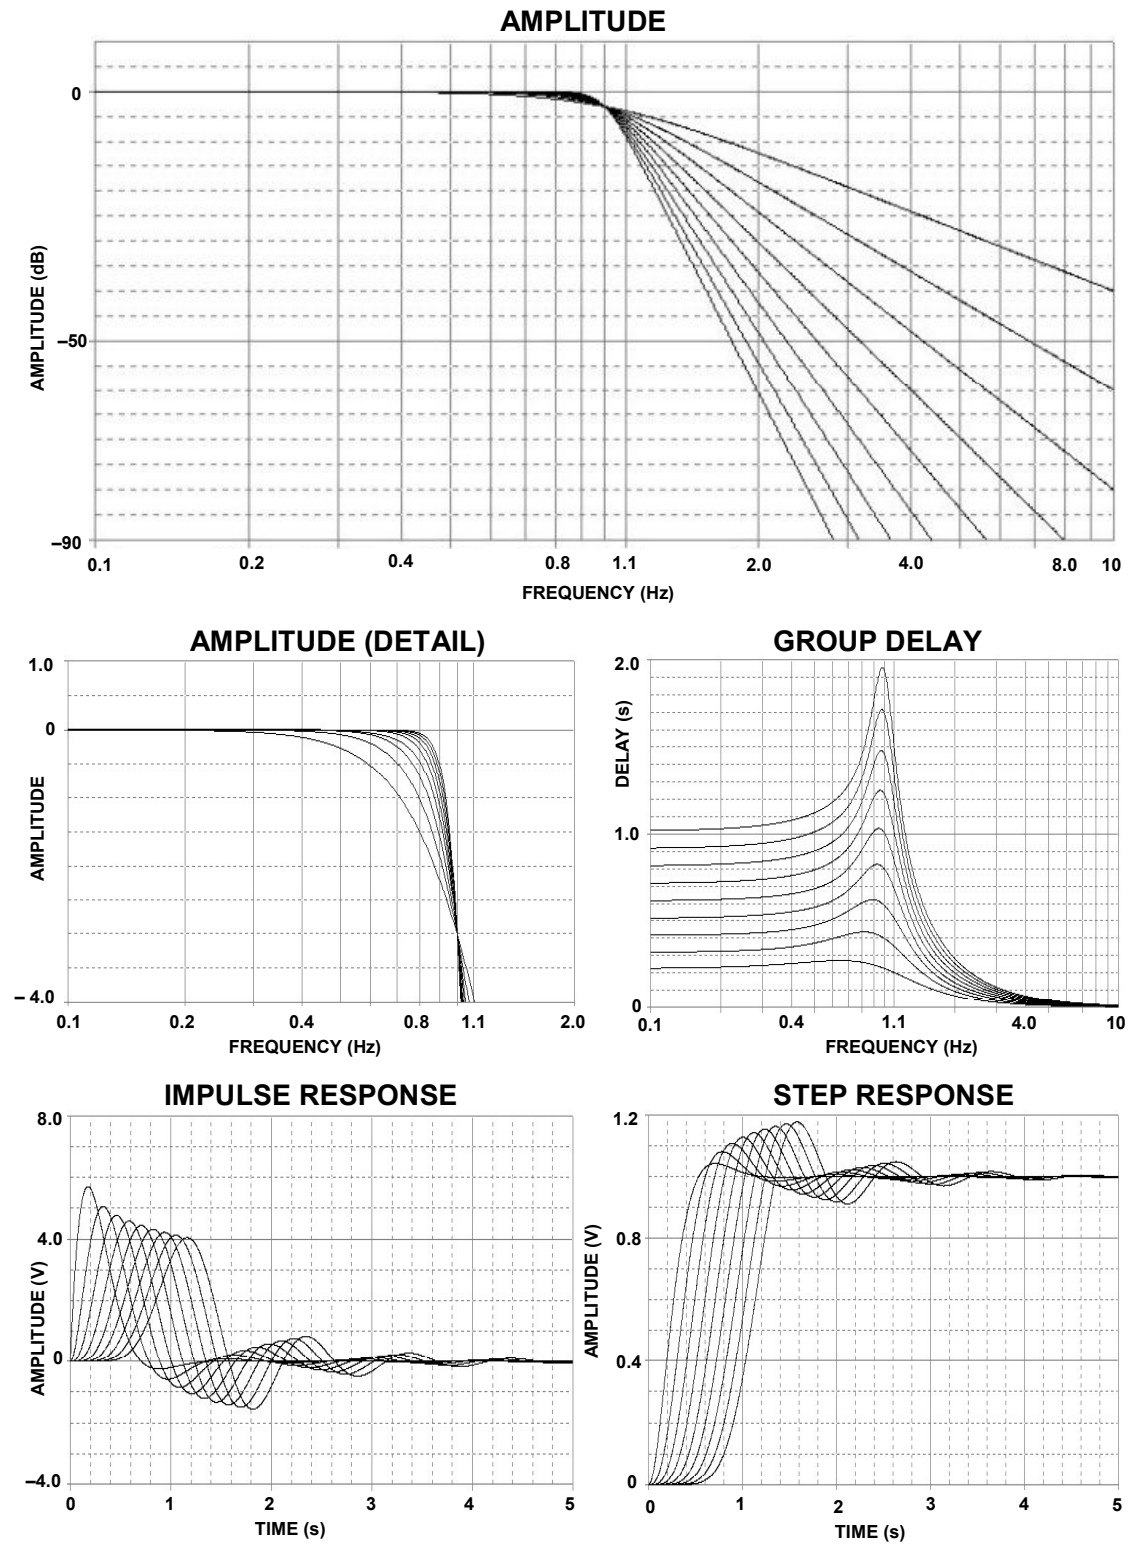 AMPLITUDE
0
–50
–90
AMPLITUDE (dB)
0.1 0.2 0.4 0.8 1.1 2.0 4.0 8.0 10
FREQUENCY (Hz)
AMPLITUDE (DETAIL)
1.0
0
– 4.0
AMPLITUDE
0.1 0.2 0.4 0.8 1.1 2.0
FREQUENCY (Hz)
GROUP DELAY
2.0
1.0
0
DELAY (s)
0.1 0.4 1.1 4.0 10
FREQUENCY (Hz)
IMPULSE RESPONSE
8.0
4.0
0
–4.0
AMPLITUDE (V)
0 1 2 3 4 5
TIME (s)
STEP RESPONSE
1.2
0.8
0.4
0
AMPLITUDE (V)
0 1 2 3 4 5
TIME (s)